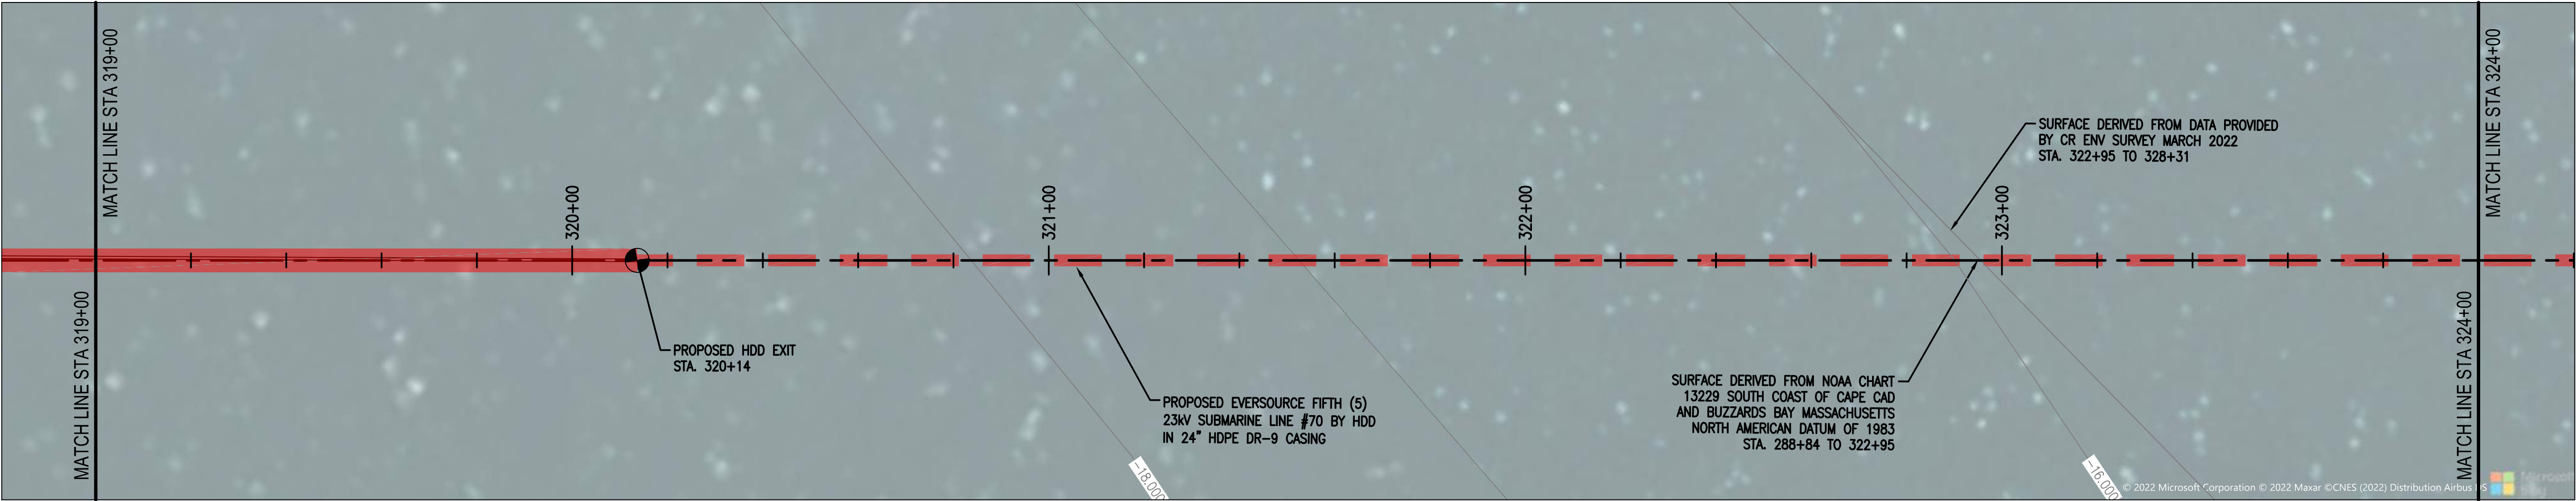 MATCH LINE STA 319+00
MATCH LINE STA 319+00
320+00
321+00
322+00
323+00
MATCH LINE STA 324+00
MATCH LINE STA 324+00
SURFACE DERIVED FROM DATA PROVIDED
BY CR ENV SURVEY MARCH 2022
STA. 322+95 TO 328+31
PROPOSED HDD EXIT
STA. 320+14
PROPOSED EVERSOURCE FIFTH (5)
23kV SUBMARINE LINE #70 BY HDD
IN 24" HDPE DR-9 CASING
SURFACE DERIVED FROM NOAA CHART
13229 SOUTH COAST OF CAPE CAD
AND BUZZARDS BAY MASSACHUSETTS
NORTH AMERICAN DATUM OF 1983
STA. 288+84 TO 322+95
-18.000
-16.000
© 2022 Microsoft Corporation © 2022 Maxar ©CNES (2022) Distribution Airbus DS
Microsoft
Bing